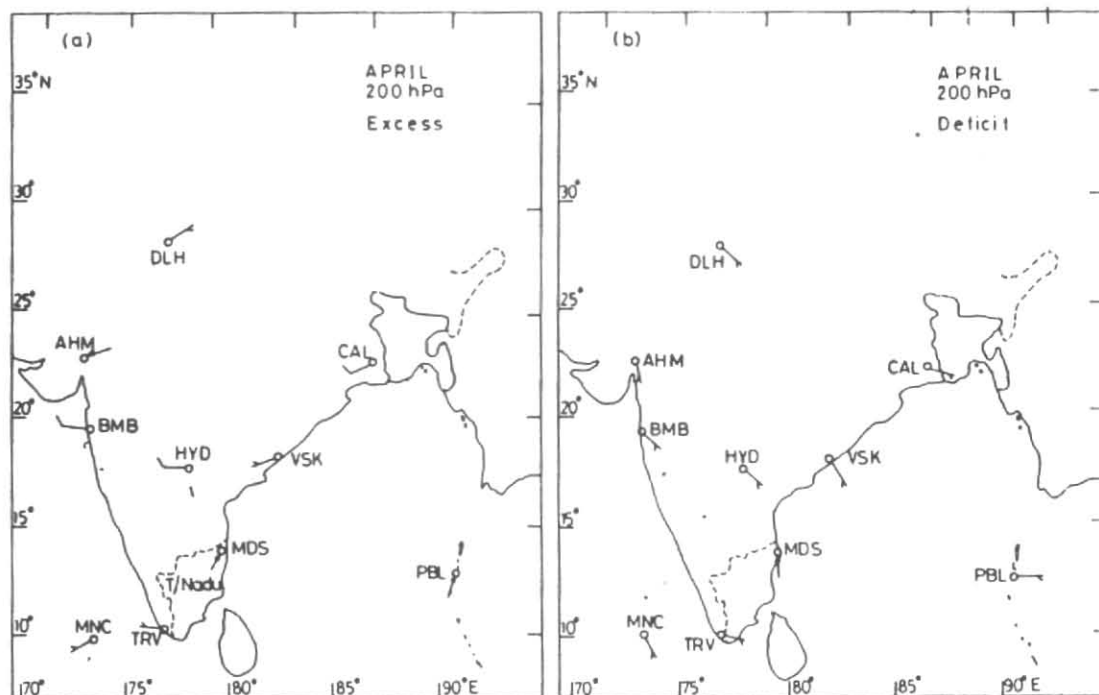 (a)
APRIL
200 hPa
Excess
35°N
30°
25°
20°
15°
10°
DLH
AHM
CAL
BMB
HYD
VSK
MDS
T/Nadu
PBL
MNC
TRV
170°
175°
180°
185°
190°E
(b)
APRIL
200 hPa
Deficit
35°N
30°
25°
20°
15°
10°
DLH
AHM
CAL
BMB
HYD
VSK
MDS
PBL
MNC
TRV
170°
175°
180°
185°
190°E